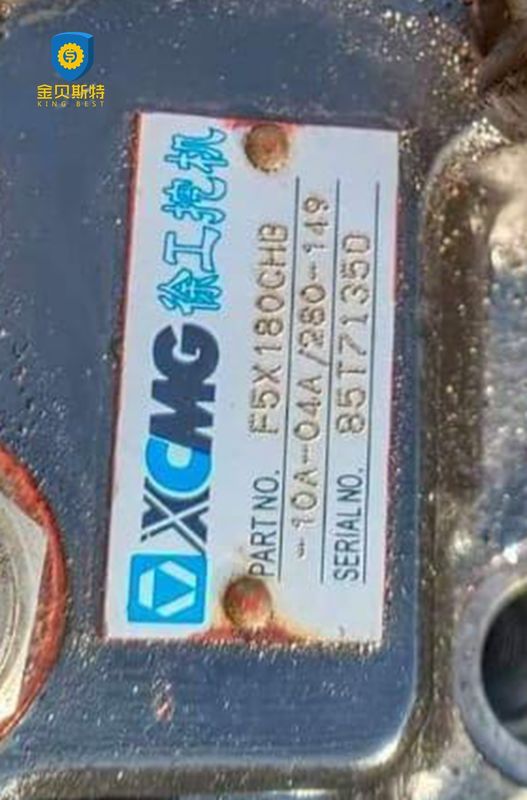 金贝斯特
KING BEST
XCMG 徐工挖机
PART NO. F5X180CHB
-10A-04A/280-149
SERIAL NO. 85T71350